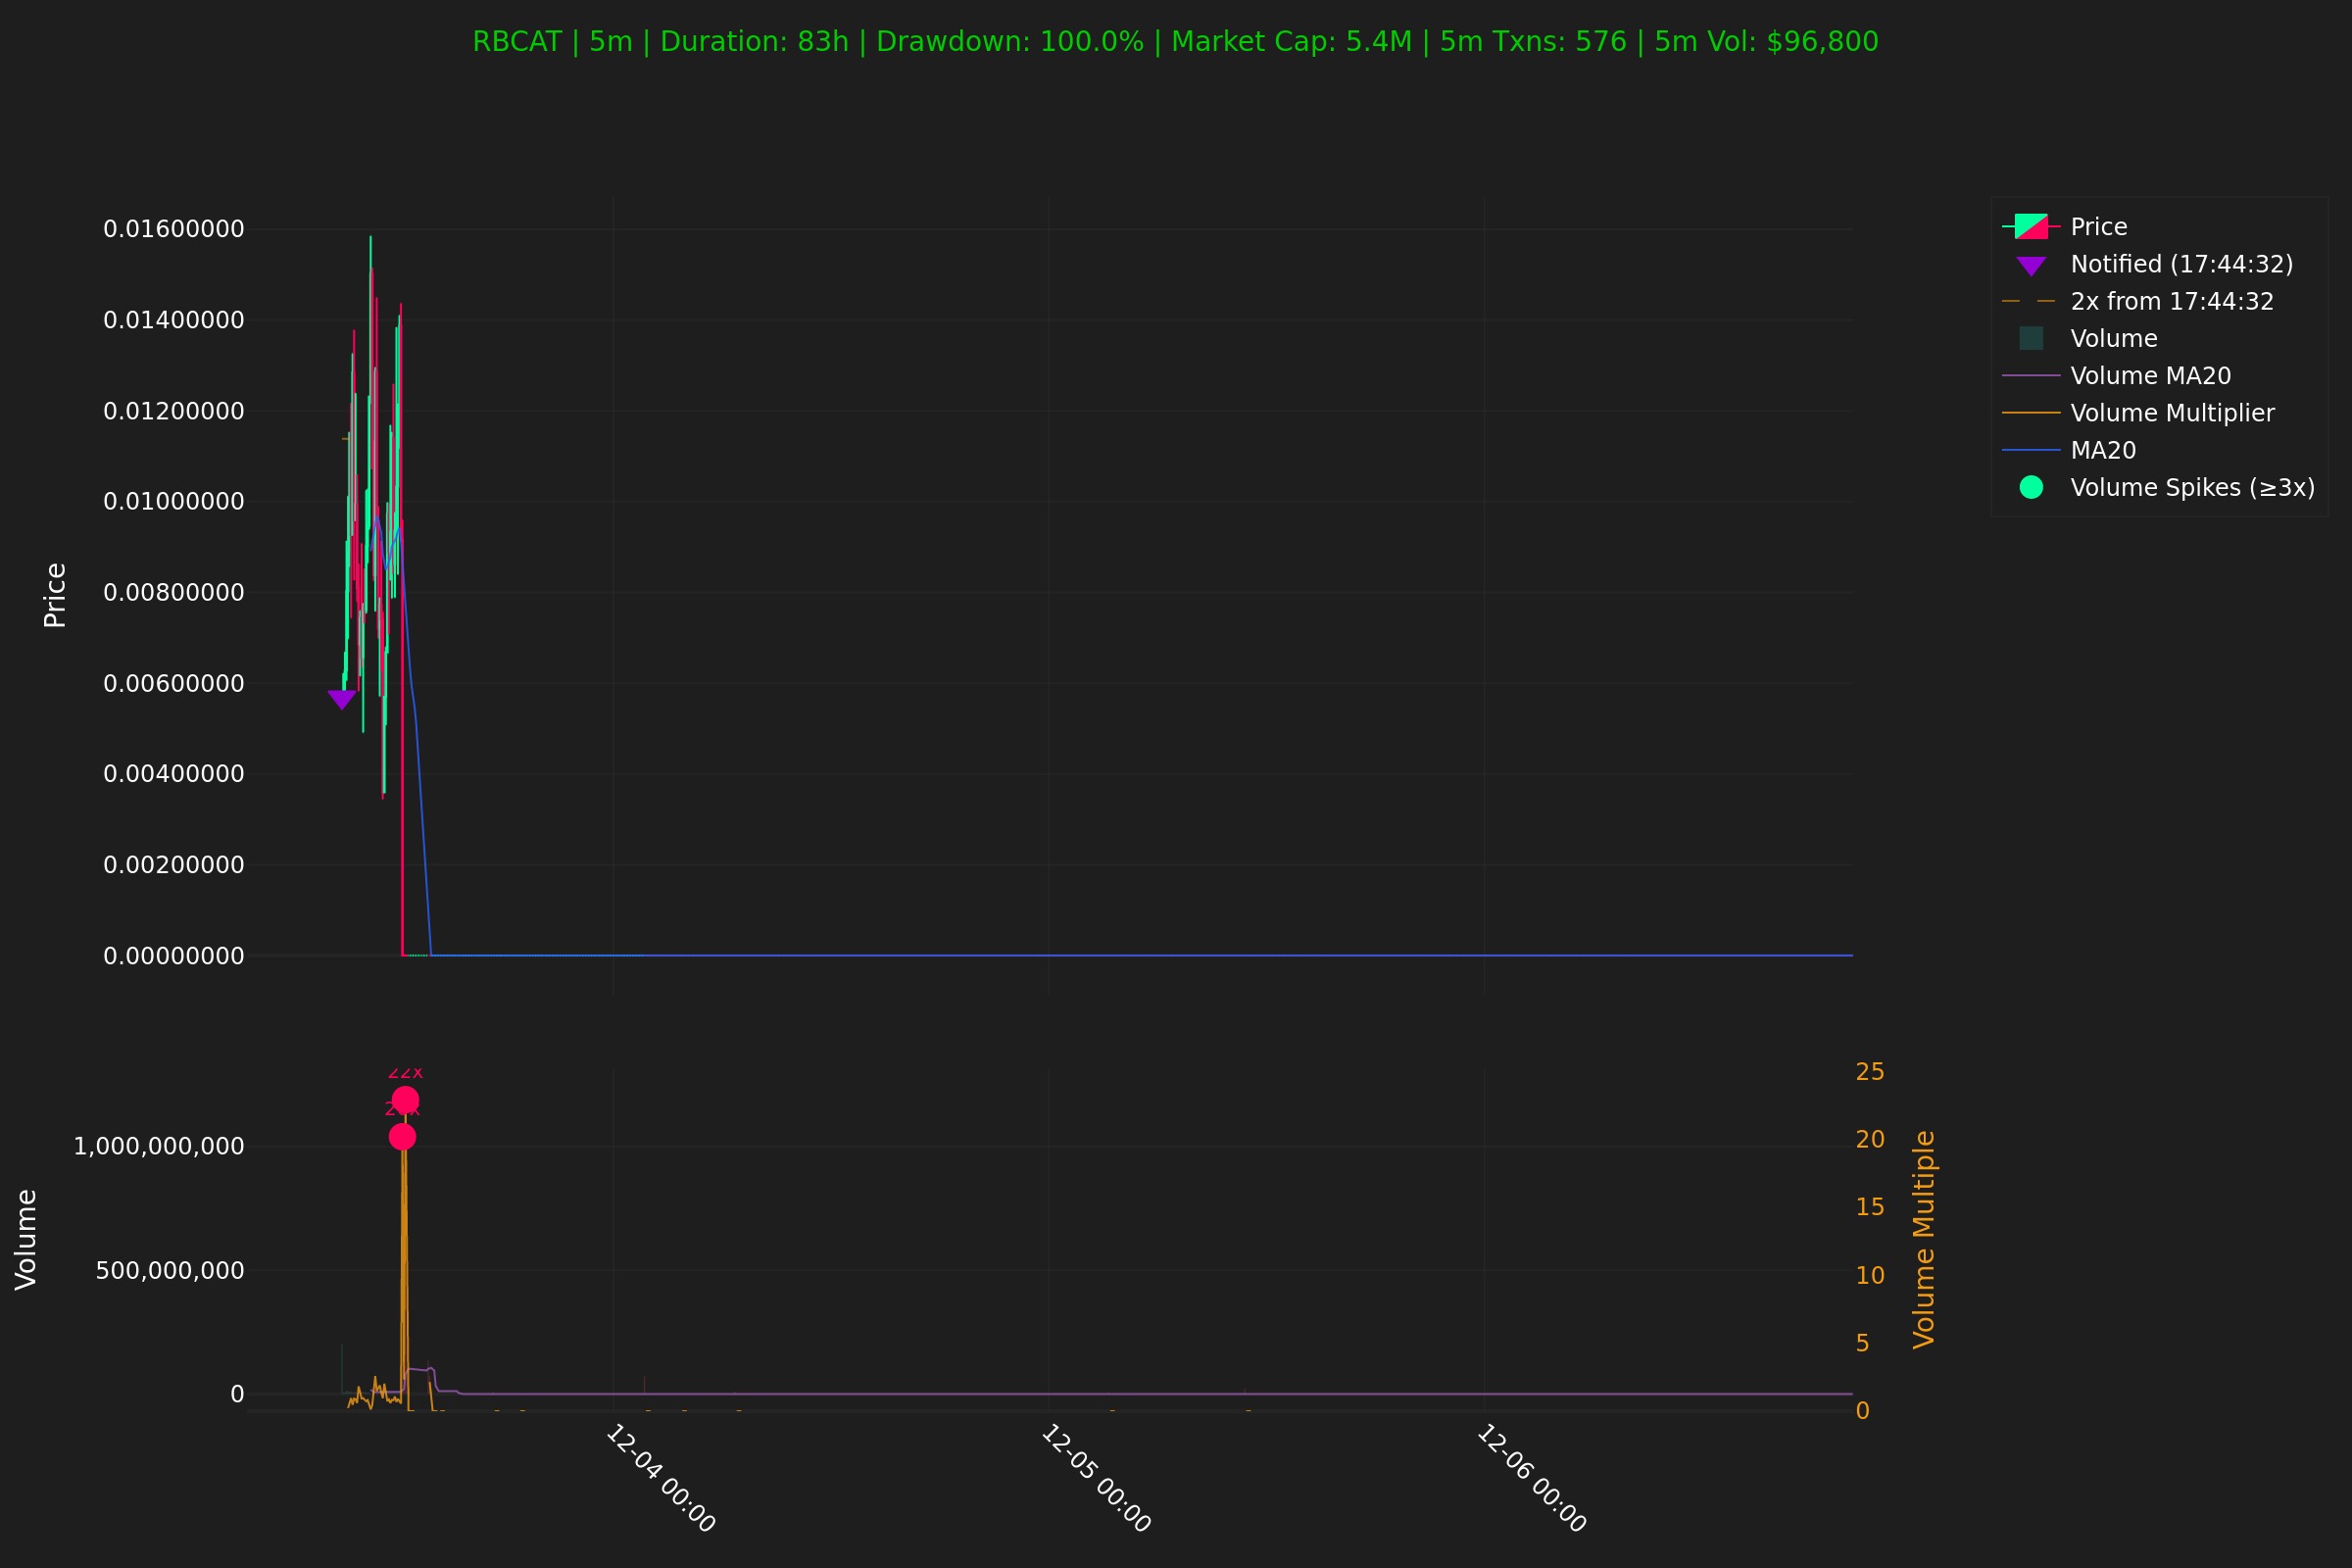 RBCAT | 5m | Duration: 83h | Drawdown: 100.0% | Market Cap: 5.4M | 5m Txns: 576 | 5m Vol: $96,800
0.01600000
0.01400000
0.01200000
0.01000000
0.00800000
0.00600000
0.00400000
0.00200000
0.00000000
Price
Price
Notified (17:44:32)
2x from 17:44:32
Volume
Volume MA20
Volume Multiplier
MA20
Volume Spikes (≥3x)
22x
1,000,000,000
500,000,000
0
Volume
25
20
15
10
5
0
Volume Multiple
12-04 00:00
12-05 00:00
12-06 00:00